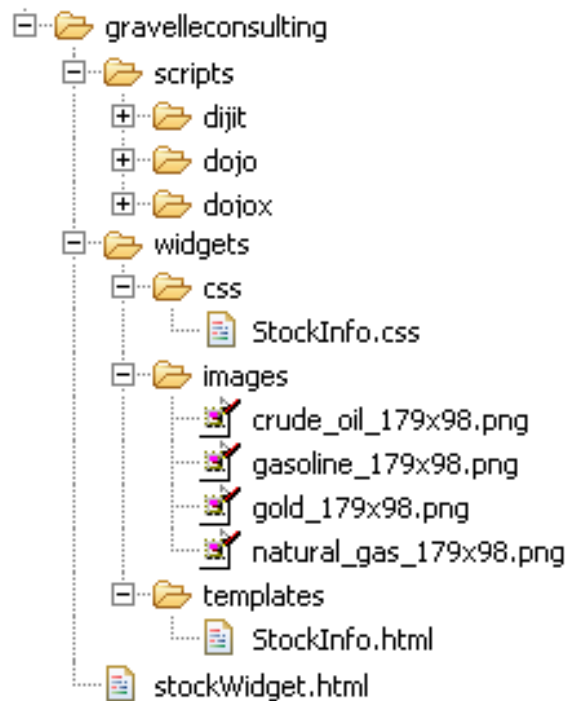 gravelleconsulting
scripts
dijit
dojo
dojox
widgets
css
StockInfo.css
images
crude_oil_179x98.png
gasoline_179x98.png
gold_179x98.png
natural_gas_179x98.png
templates
StockInfo.html
stockWidget.html